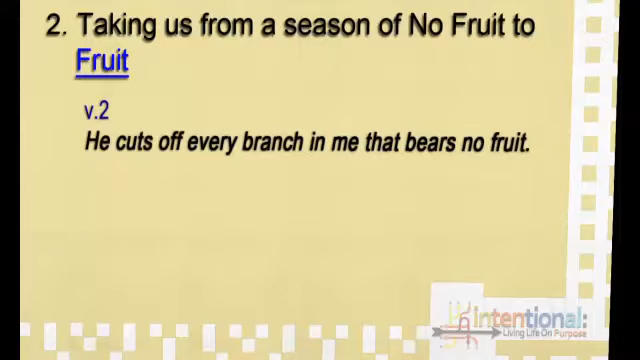 2. Taking us from a season of No Fruit to
Fruit
v.2
He cuts off every branch in me that bears no fruit.
intentional:
Living Life On Purpose